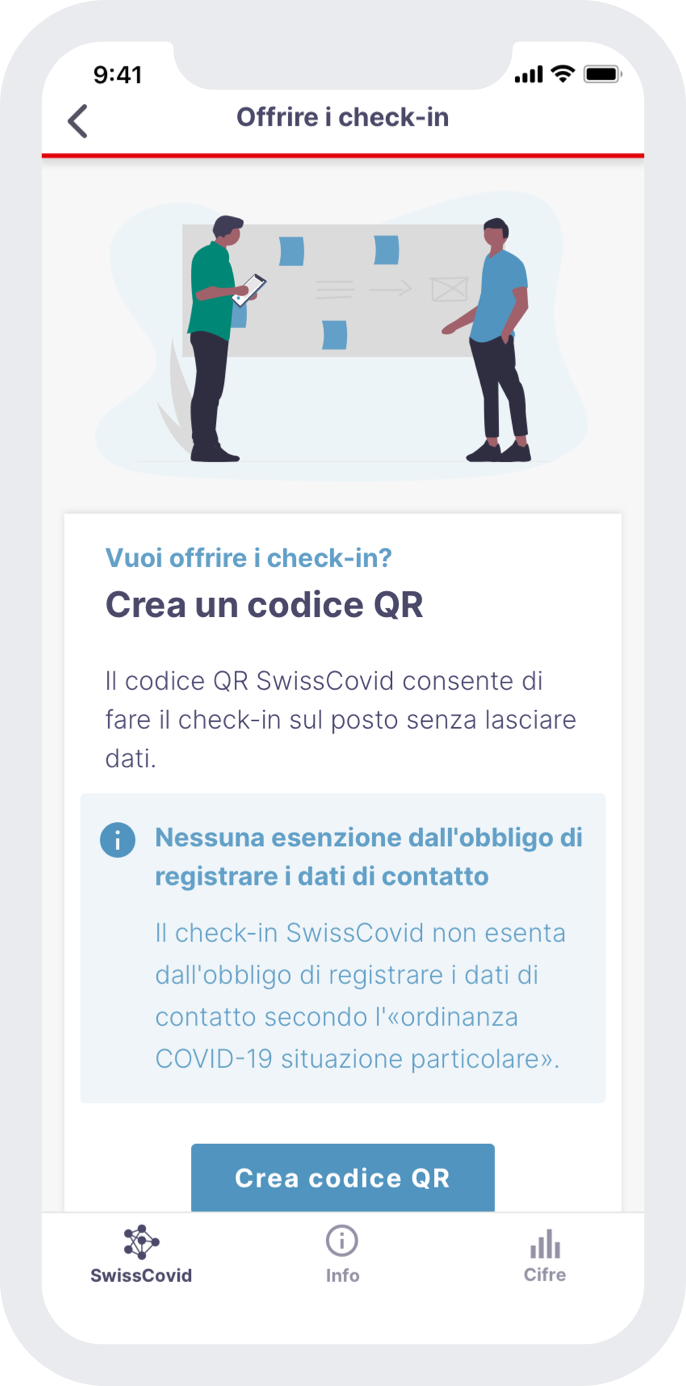 9:41
Offrire i check-in
Vuoi offrire i check-in?
Crea un codice QR
Il codice QR SwissCovid consente di
fare il check-in sul posto senza lasciare
dati.
Nessuna esenzione dall'obbligo di
registrare i dati di contatto
Il check-in SwissCovid non esenta
dall'obbligo di registrare i dati di
contatto secondo l'«ordinanza
COVID-19 situazione particolare».
Crea codice QR
SwissCovid
Info
Cifre